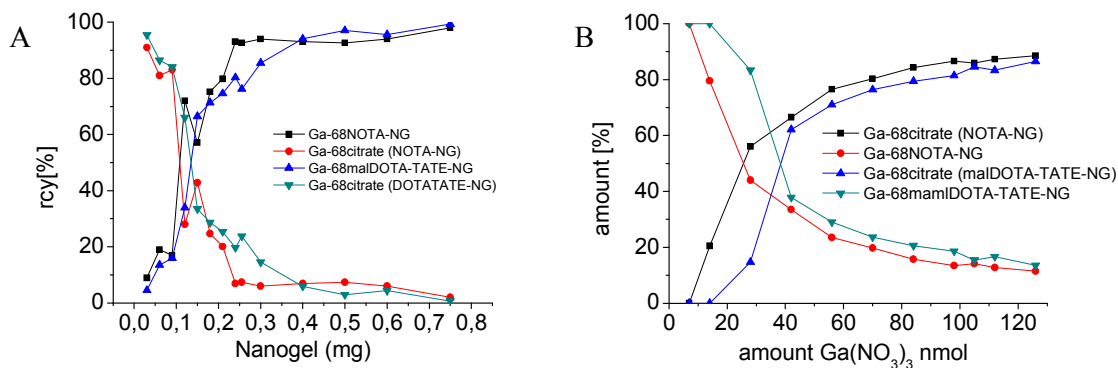 A
rcy[%]
100
80
60
40
20
0
Ga-68NOTA-NG
Ga-68citrate (NOTA-NG)
Ga-68malDOTA-TATE-NG
Ga-68citrate (DOTATATE-NG)
0,0 0,1 0,2 0,3 0,4 0,5 0,6 0,7 0,8
Nanogel (mg)
B
amount [%]
100
80
60
40
20
0
Ga-68citrate (NOTA-NG)
Ga-68NOTA-NG
Ga-68citrate (malDOTA-TATE-NG)
Ga-68mamlDOTA-TATE-NG
0 20 40 60 80 100 120
amount Ga(NO₃)₃ nmol